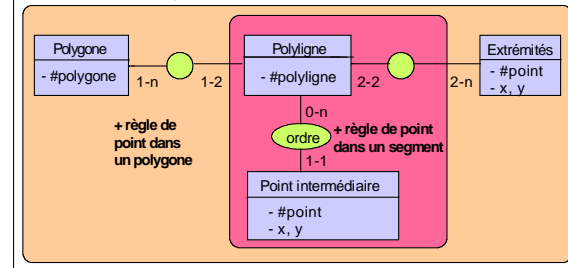 Polygone
- #polygone
1-n
1-2
Polyligne
- #polyligne
2-2
2-n
Extrémités
- #point
- x, y
0-n
ordre
1-1
+ règle de
point dans
un polygone
+ règle de point
dans un segment
Point intermédiaire
- #point
- x, y